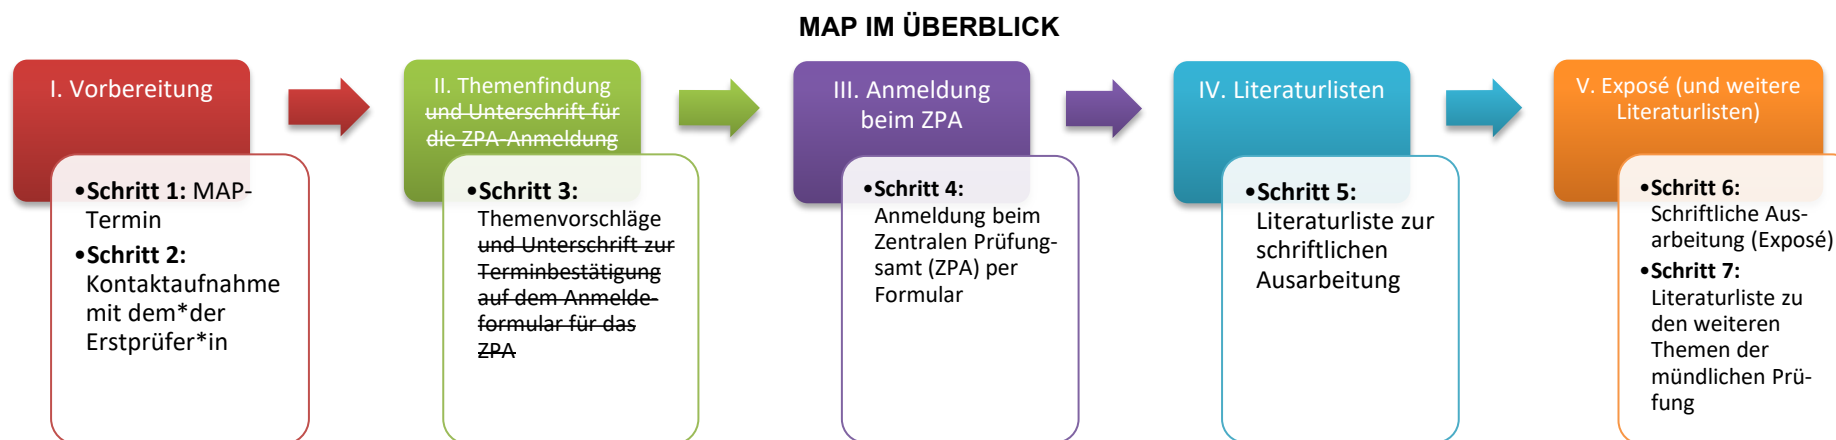 MAP IM ÜBERBLICK
I. Vorbereitung
•Schritt 1: MAP-
Termin
•Schritt 2:
Kontaktaufnahme
mit dem*der
Erstprüfer*in
II. Themenfindung
und Unterschrift für
die ZPA-Anmeldung
•Schritt 3:
Themenvorschläge
und Unterschrift zur
Terminbestätigung
auf dem Anmelde-
formular für das
ZPA
III. Anmeldung
beim ZPA
•Schritt 4:
Anmeldung beim
Zentralen Prüfung-
samt (ZPA) per
Formular
IV. Literaturlisten
•Schritt 5:
Literaturliste zur
schriftlichen
Ausarbeitung
V. Exposé (und weitere
Literaturlisten)
•Schritt 6:
Schriftliche Aus-
arbeitung (Exposé)
•Schritt 7:
Literaturliste zu
den weiteren
Themen der
mündlichen Prü-
fung